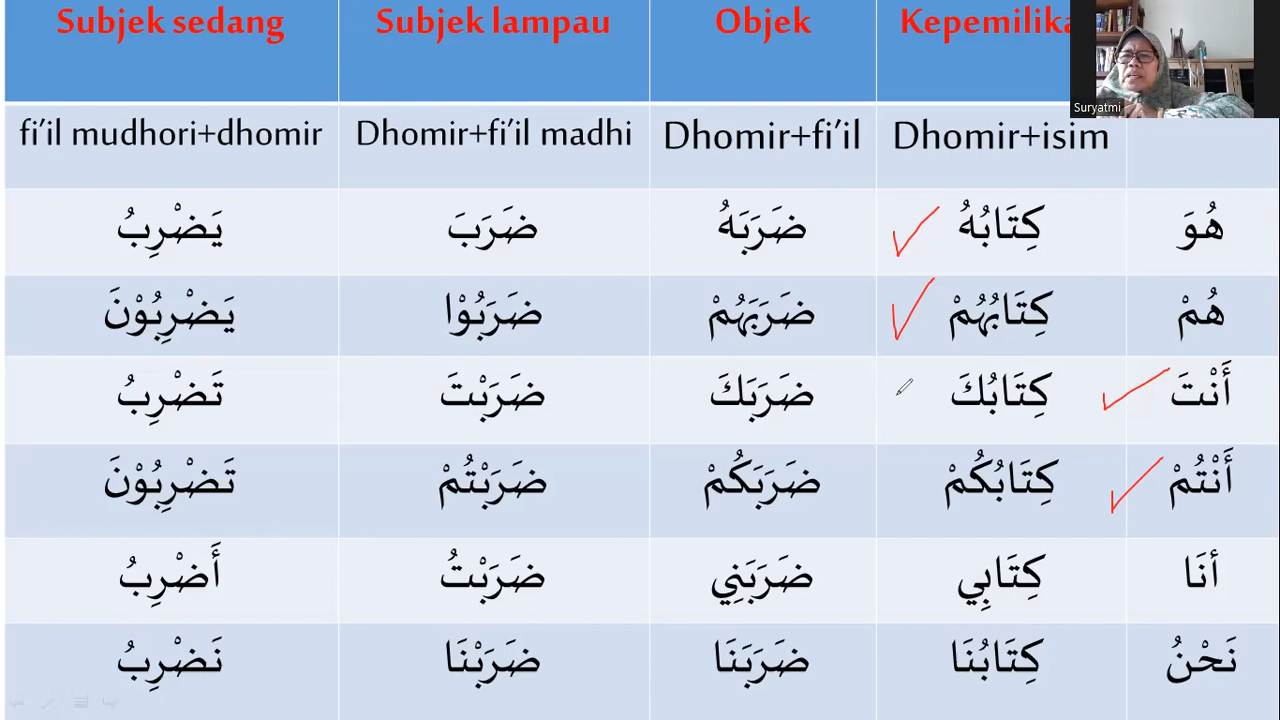 Subjek sedang Subjek lampau Objek Kepemilika
Suryatmi
fi'il mudhori+dhomir Dhomir+fi'il madhi Dhomir+fi'il Dhomir+isim
هُوَ كِتَابُهُ ضَرَبَهُ ضَرَبَ يَضْرِبُ
هُمْ كِتَابُهُمْ ضَرَبَهُمْ ضَرَبُوْا يَضْرِبُوْنَ
أَنْتَ كِتَابُكَ ضَرَبَكَ ضَرَبْتَ تَضْرِبُ
أَنْتُمْ كِتَابُكُمْ ضَرَبَكُمْ ضَرَبْتُمْ تَضْرِبُوْنَ
أنَا كِتَابِي ضَرَبَنِي ضَرَبْتُ أَضْرِبُ
نَحْنُ كِتَابُنَا ضَرَبَنَا ضَرَبْنَا نَضْرِبُ